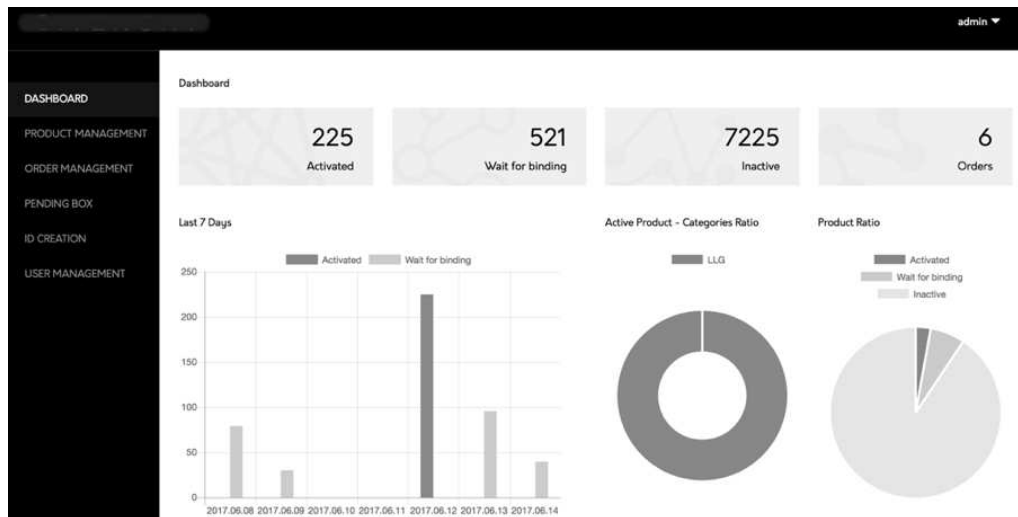 admin
DASHBOARD
PRODUCT MANAGEMENT
ORDER MANAGEMENT
PENDING BOX
ID CREATION
USER MANAGEMENT
Dashboard
225
Activated
521
Wait for binding
7225
Inactive
6
Orders
Last 7 Days
Activated Wait for binding
250
200
150
100
50
0
2017.06.08 2017.06.09 2017.06.10 2017.06.11 2017.06.12 2017.06.13 2017.06.14
Active Product - Categories Ratio
LLG
Product Ratio
Activated
Wait for binding
Inactive